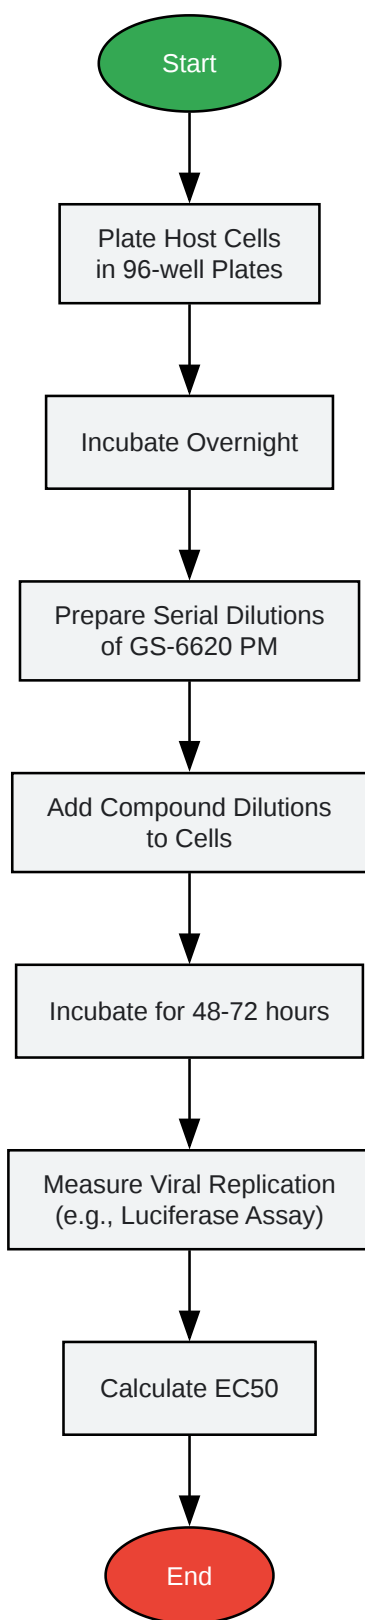 Start
Plate Host Cells
in 96-well Plates
Incubate Overnight
Prepare Serial Dilutions
of GS-6620 PM
Add Compound Dilutions
to Cells
Incubate for 48-72 hours
Measure Viral Replication
(e.g., Luciferase Assay)
Calculate EC50
End